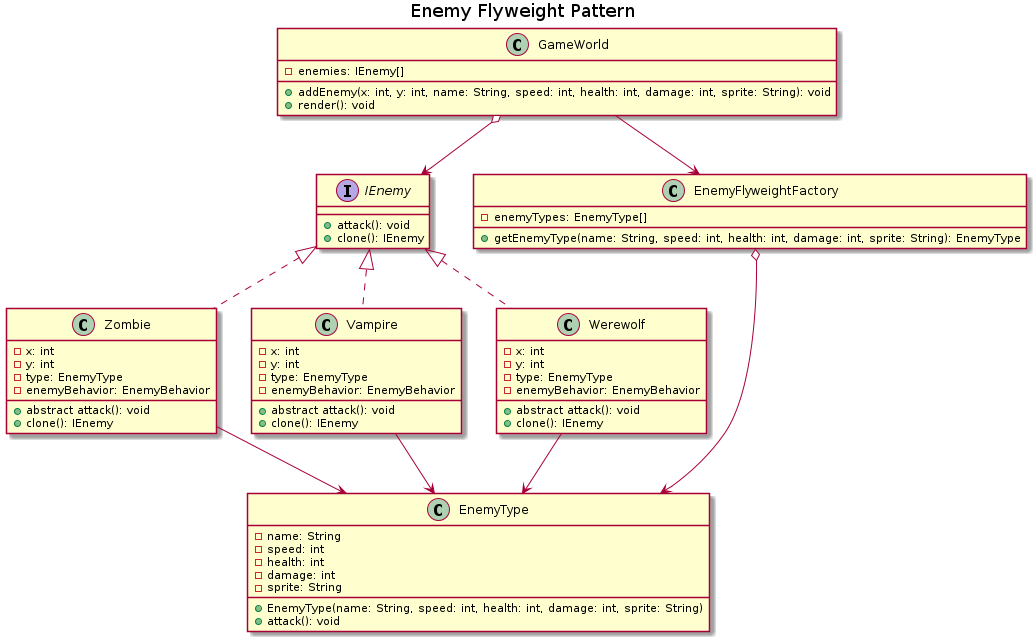 Enemy Flyweight Pattern
C GameWorld
enemies: IEnemy[]
addEnemy(x: int, y: int, name: String, speed: int, health: int, damage: int, sprite: String): void
render(): void
I IEnemy
attack(): void
clone(): IEnemy
C EnemyFlyweightFactory
enemyTypes: EnemyType[]
getEnemyType(name: String, speed: int, health: int, damage: int, sprite: String): EnemyType
C Zombie
x: int
y: int
type: EnemyType
enemyBehavior: EnemyBehavior
abstract attack(): void
clone(): IEnemy
C Vampire
x: int
y: int
type: EnemyType
enemyBehavior: EnemyBehavior
abstract attack(): void
clone(): IEnemy
C Werewolf
x: int
y: int
type: EnemyType
enemyBehavior: EnemyBehavior
abstract attack(): void
clone(): IEnemy
C EnemyType
name: String
speed: int
health: int
damage: int
sprite: String
EnemyType(name: String, speed: int, health: int, damage: int, sprite: String)
attack(): void